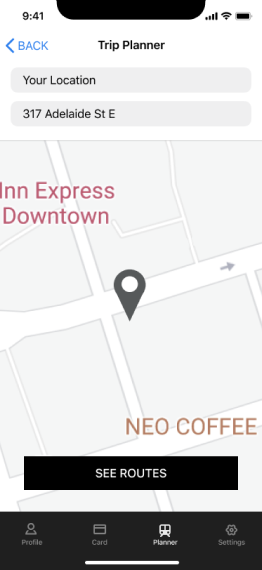 9:41
BACK
Trip Planner
Your Location
317 Adelaide St E
Inn Express
Downtown
NEO COFFEE
SEE ROUTES
Profile
Card
Planner
Settings